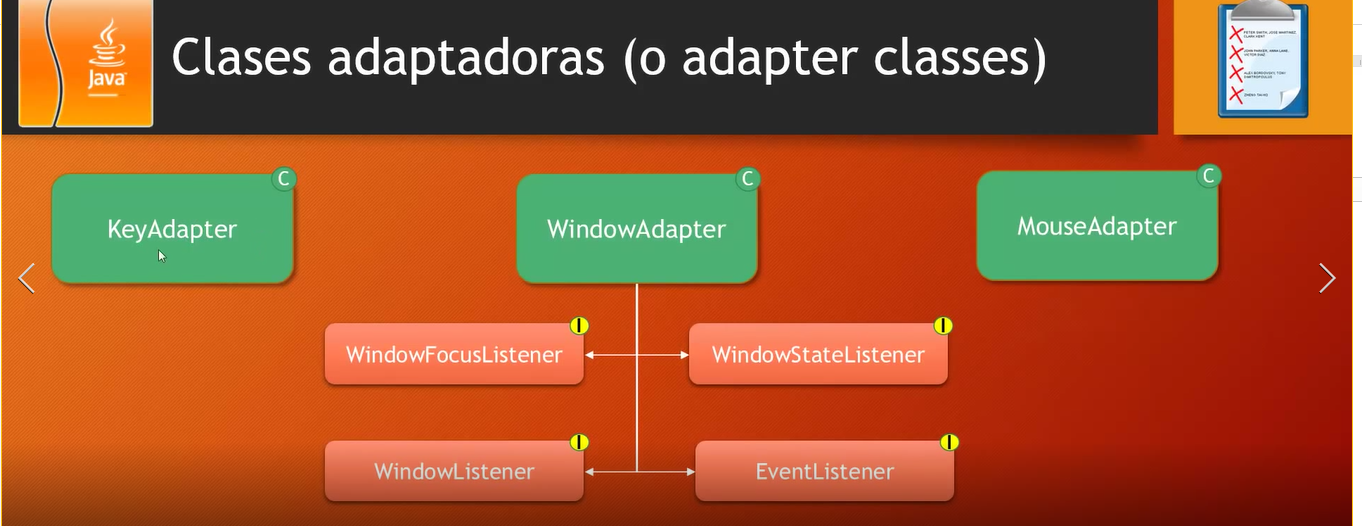 Java
Clases adaptadoras (o adapter classes)
C
KeyAdapter
C
WindowAdapter
C
MouseAdapter
I
WindowFocusListener
I
WindowStateListener
I
WindowListener
I
EventListener